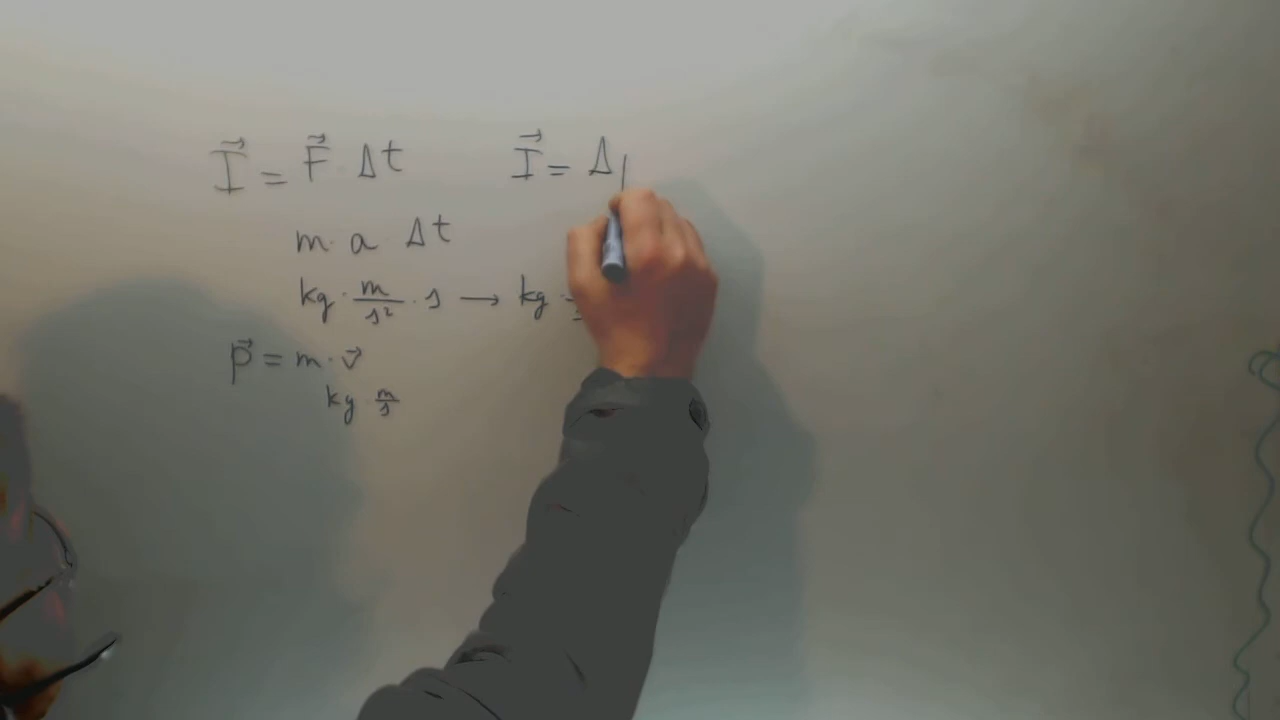 I⃗ = F⃗ · Δt    I⃗ = Δ
m · a   Δt
kg · m/s² · s → kg ·
p⃗ = m · v⃗
kg · m/s